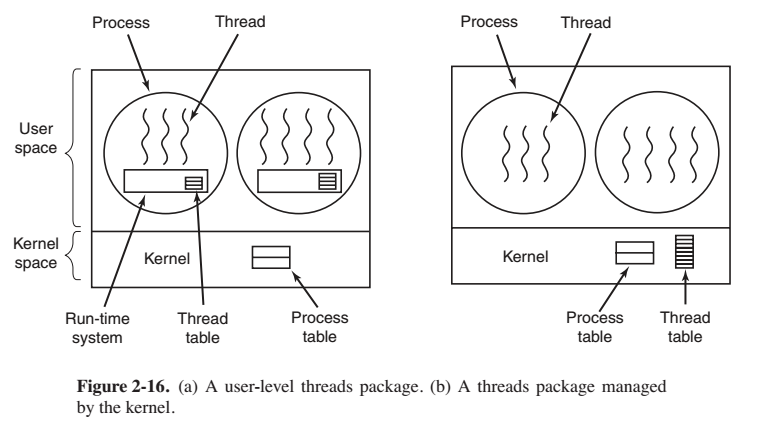 Process
Thread
Process
Thread
User
space
Kernel
space
Kernel
Kernel
Run-time
system
Thread
table
Process
table
Process
table
Thread
table
Figure 2-16. (a) A user-level threads package. (b) A threads package managed
by the kernel.